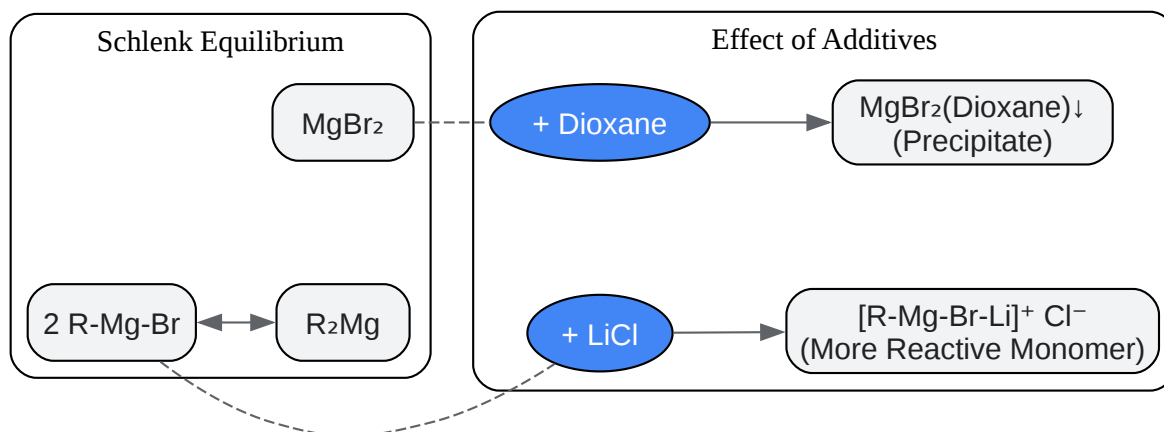 Schlenk Equilibrium
MgBr₂
2 R-Mg-Br
R₂Mg
Effect of Additives
+ Dioxane
MgBr₂(Dioxane)↓
(Precipitate)
+ LiCl
[R-Mg-Br-Li]⁺ Cl⁻
(More Reactive Monomer)